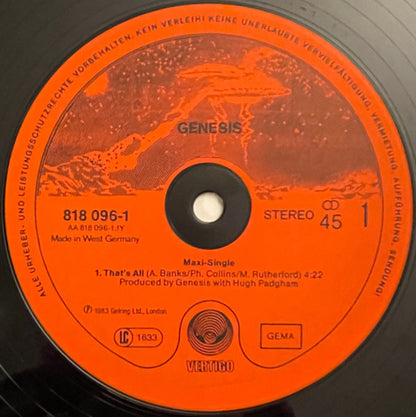 ALLE URHEBER- UND LEISTUNGSSCHUTZRECHTE VORBEHALTEN. KEIN VERLEIH! KEINE UNERLAUBTE VERVIELFÄLTIGUNG, VERMIETUNG, AUFFÜHRUNG, SENDUNG!
GENESIS
818 096-1
AA 818 096-1.1Y
Made in West Germany
STEREO
45
1
Maxi-Single
1. That's All (A. Banks/Ph. Collins/M. Rutherford) 4:22
Produced by Genesis with Hugh Padgham
Ⓟ 1983 Gelring Ltd., London
LC 1633
GEMA
VERTIGO